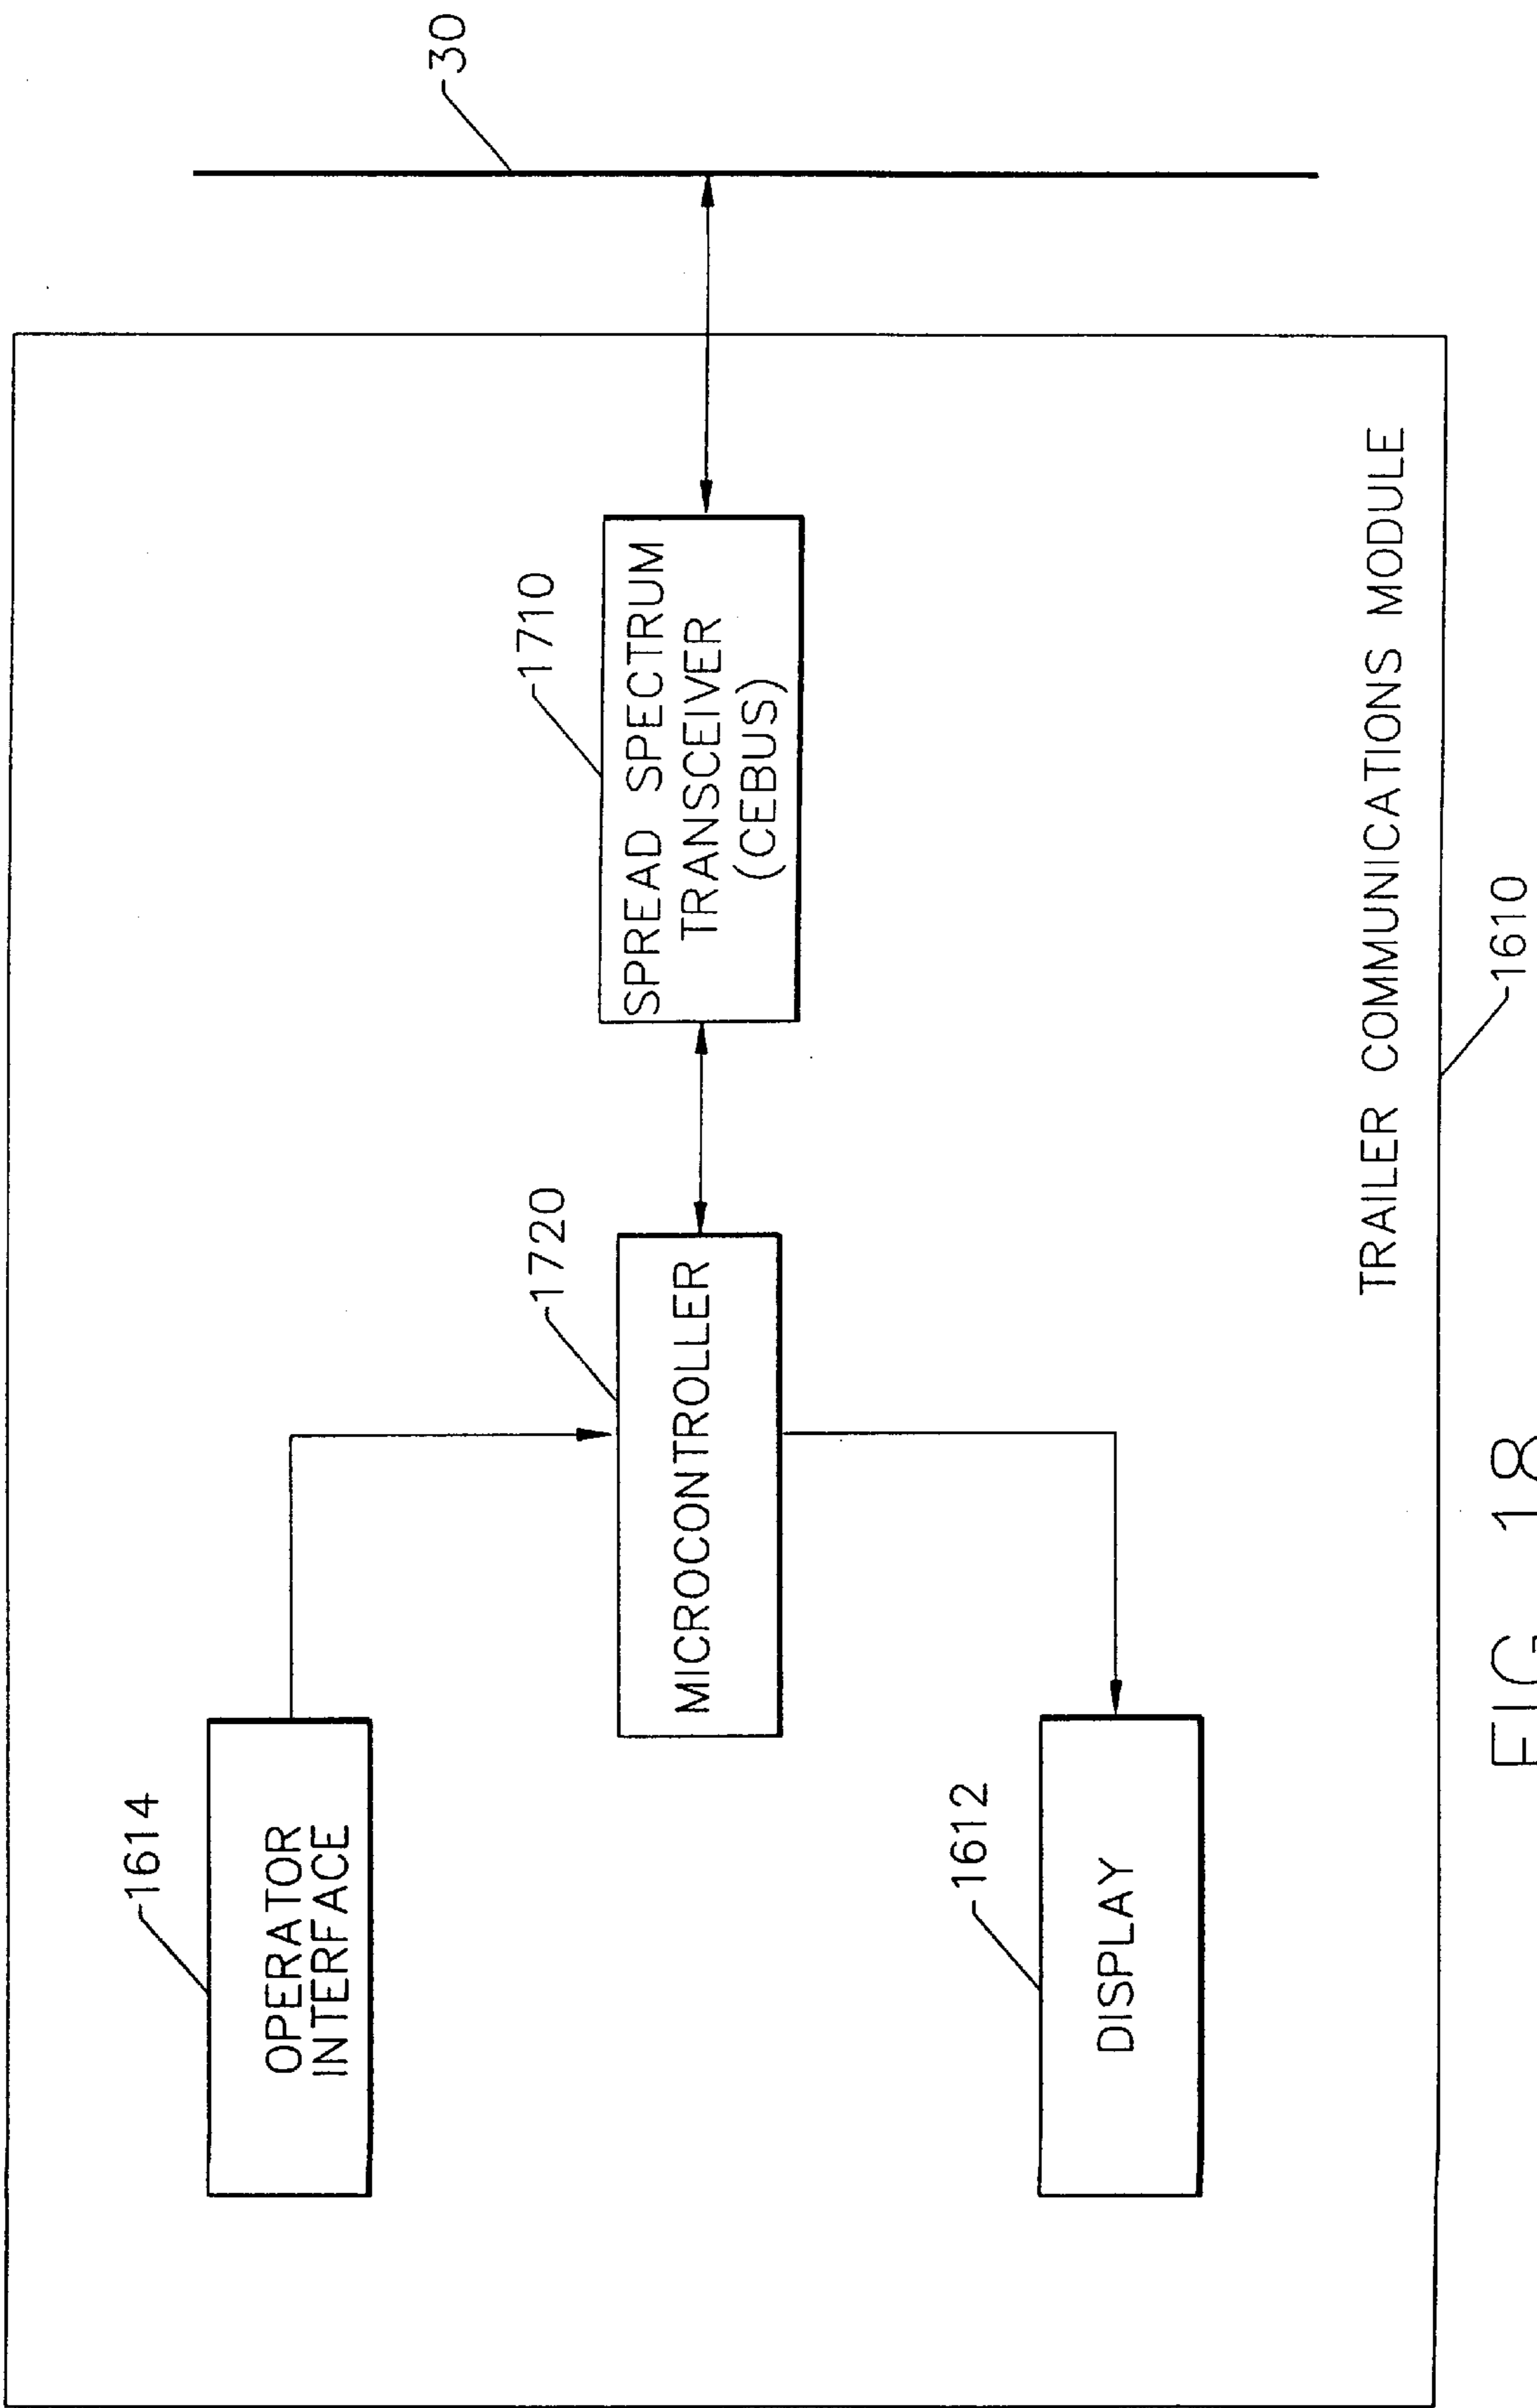 30
1614
OPERATOR
INTERFACE
1720
MICROCONTROLLER
1710
SPREAD SPECTRUM
TRANSCEIVER
(CEBUS)
1612
DISPLAY
TRAILER COMMUNICATIONS MODULE
1610
FIG. 18